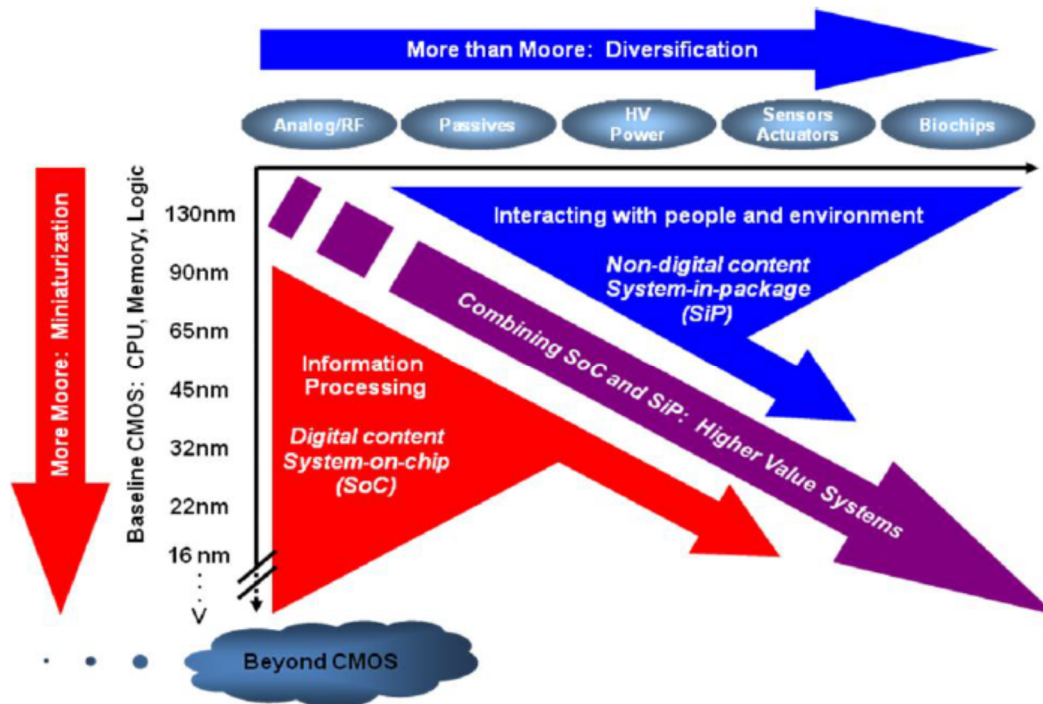 More than Moore: Diversification
Analog/RF
Passives
HV
Power
Sensors
Actuators
Biochips
More Moore: Miniaturization
Baseline CMOS: CPU, Memory, Logic
130nm
90nm
65nm
45nm
32nm
22nm
16 nm
Interacting with people and environment
Non-digital content
System-in-package
(SiP)
Combining SoC and SiP: Higher Value Systems
Information
Processing
Digital content
System-on-chip
(SoC)
Beyond CMOS